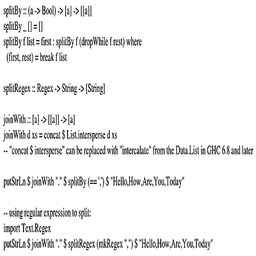 splitBy :: (a -> Bool) -> [a] -> [[a]]
splitBy _ [] = []
splitBy f list = first : splitBy f (dropWhile f rest) where
(first, rest) = break f list
splitRegex :: Regex -> String -> [String]
joinWith :: [a] -> [[a]] -> [a]
joinWith d xs = concat $ List.intersperse d xs
-- "concat $ intersperse" can be replaced with "intercalate" from the Data.List in GHC 6.8 and later
putStrLn $ joinWith "." $ splitBy (== ',') $ "Hello,How,Are,You,Today"
-- using regular expression to split:
import Text.Regex
putStrLn $ joinWith "." $ splitRegex (mkRegex ",") $ "Hello,How,Are,You,Today"